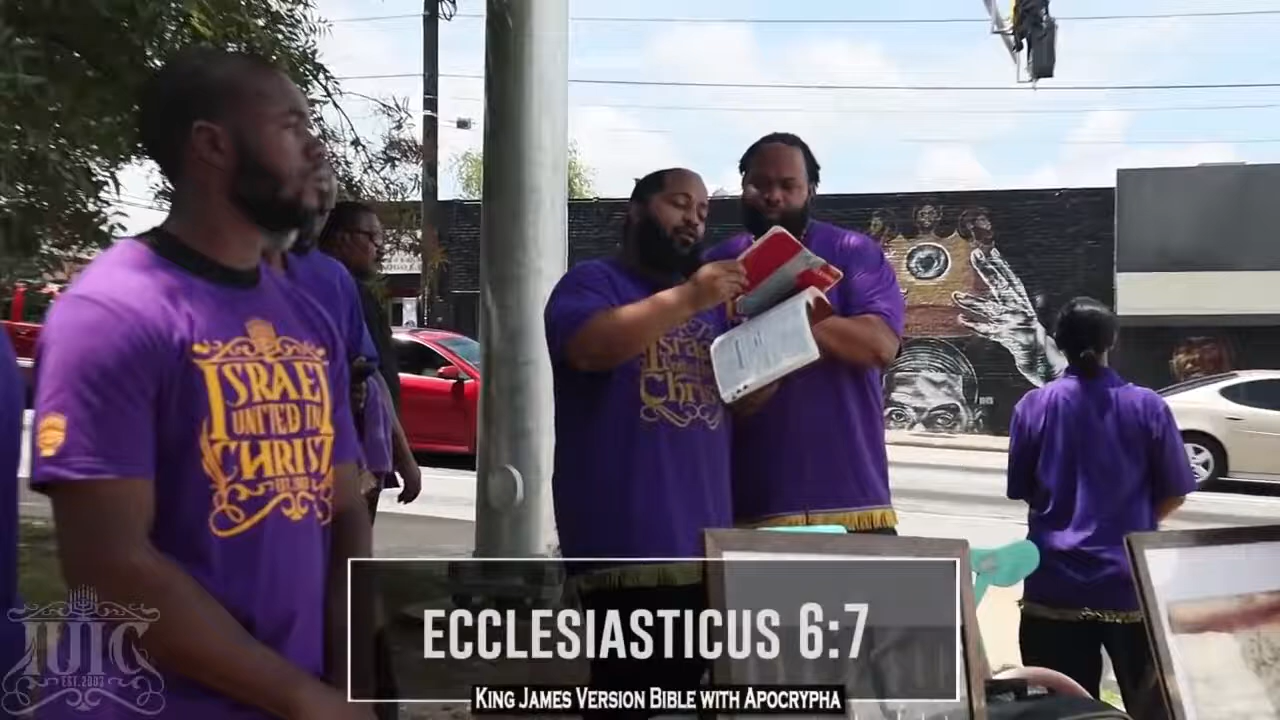 ISRAEL
UNITED IN
CHRIST
EST. 2003
Israel
Christ
ECCLESIASTICUS 6:7
KING JAMES VERSION BIBLE WITH APOCRYPHA
IUIC
EST. 2003